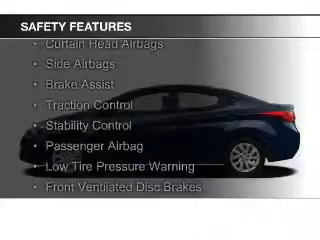 SAFETY FEATURES
• Curtain Head Airbags
• Side Airbags
• Brake Assist
• Traction Control
• Stability Control
• Passenger Airbag
• Low Tire Pressure Warning
• Front Ventilated Disc Brakes